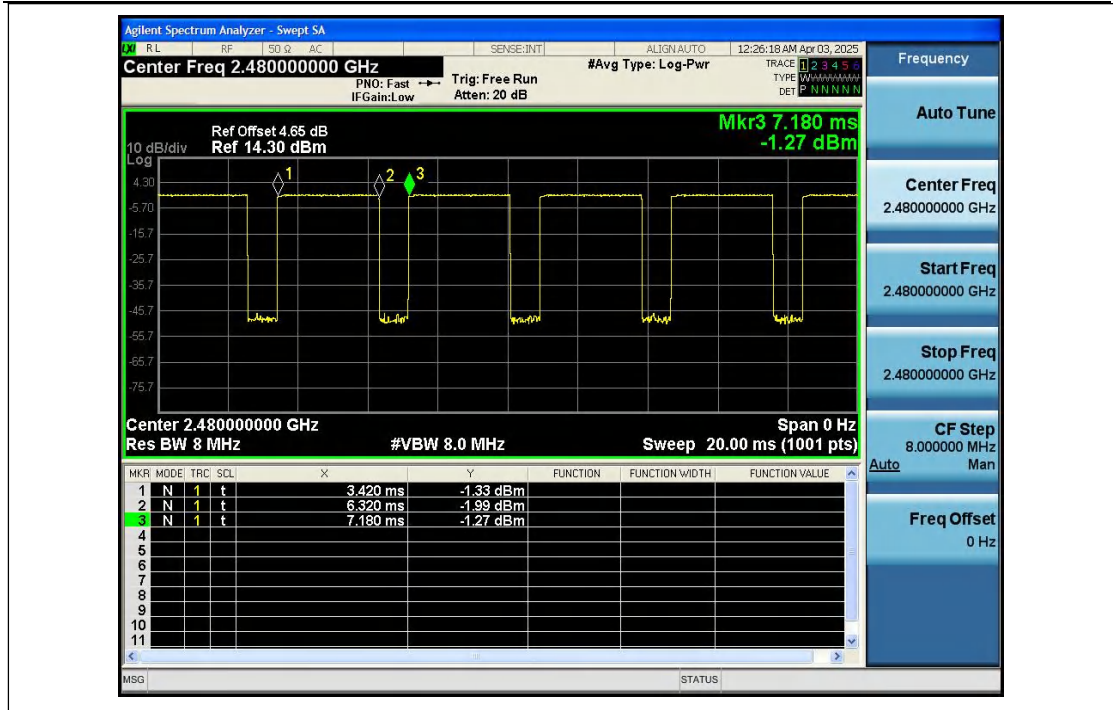 Agilent Spectrum Analyzer - Swept SA
LXI RL RF 50 Ω AC SENSE:INT ALIGN AUTO 12:26:18 AM Apr 03, 2025
Center Freq 2.480000000 GHz #Avg Type: Log-Pwr TRACE 1 2 3 4 5 6
PNO: Fast Trig: Free Run TYPE WWWWWW
IFGain:Low Atten: 20 dB DET P N N N N N
Mkr3 7.180 ms
Ref Offset 4.65 dB
10 dB/div Ref 14.30 dBm -1.27 dBm
Log
1 2 3
4.30
-5.70
-15.7
-25.7
-35.7
-45.7
-55.7
-65.7
-75.7
Center 2.480000000 GHz Span 0 Hz
Res BW 8 MHz #VBW 8.0 MHz Sweep 20.00 ms (1001 pts)
MKR MODE TRC SCL X Y FUNCTION FUNCTION WIDTH FUNCTION VALUE
1 N 1 t 3.420 ms -1.33 dBm
2 N 1 t 6.320 ms -1.99 dBm
3 N 1 t 7.180 ms -1.27 dBm
4
5
6
7
8
9
10
11
MSG STATUS
Frequency
Auto Tune
Center Freq
2.480000000 GHz
Start Freq
2.480000000 GHz
Stop Freq
2.480000000 GHz
CF Step
8.000000 MHz
Auto Man
Freq Offset
0 Hz